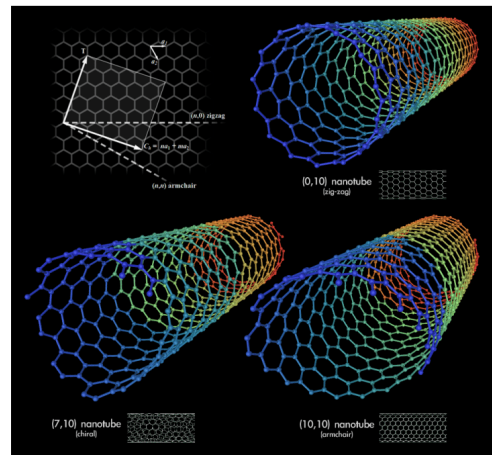 T
a1
a2
(n,0) zigzag
Ch = na1 + ma2
(n,n) armchair
(0,10) nanotube
(zig-zag)
(7,10) nanotube
(chiral)
(10,10) nanotube
(armchair)